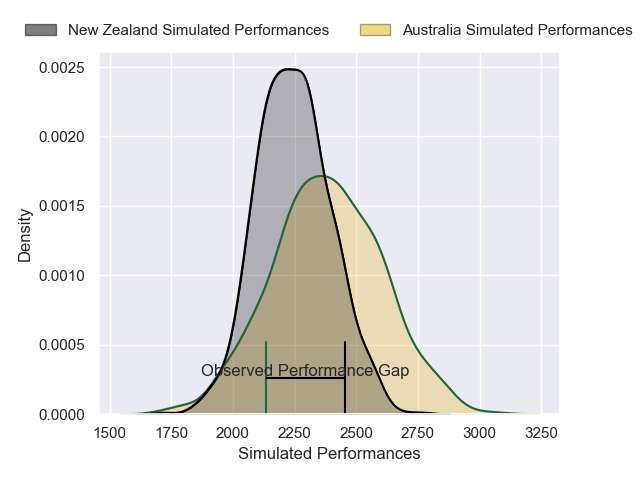 New Zealand Simulated Performances
Australia Simulated Performances
0.0025
0.0020
0.0015
0.0010
0.0005
0.0000
Density
Observed Performance Gap
1500 1750 2000 2250 2500 2750 3000 3250
Simulated Performances